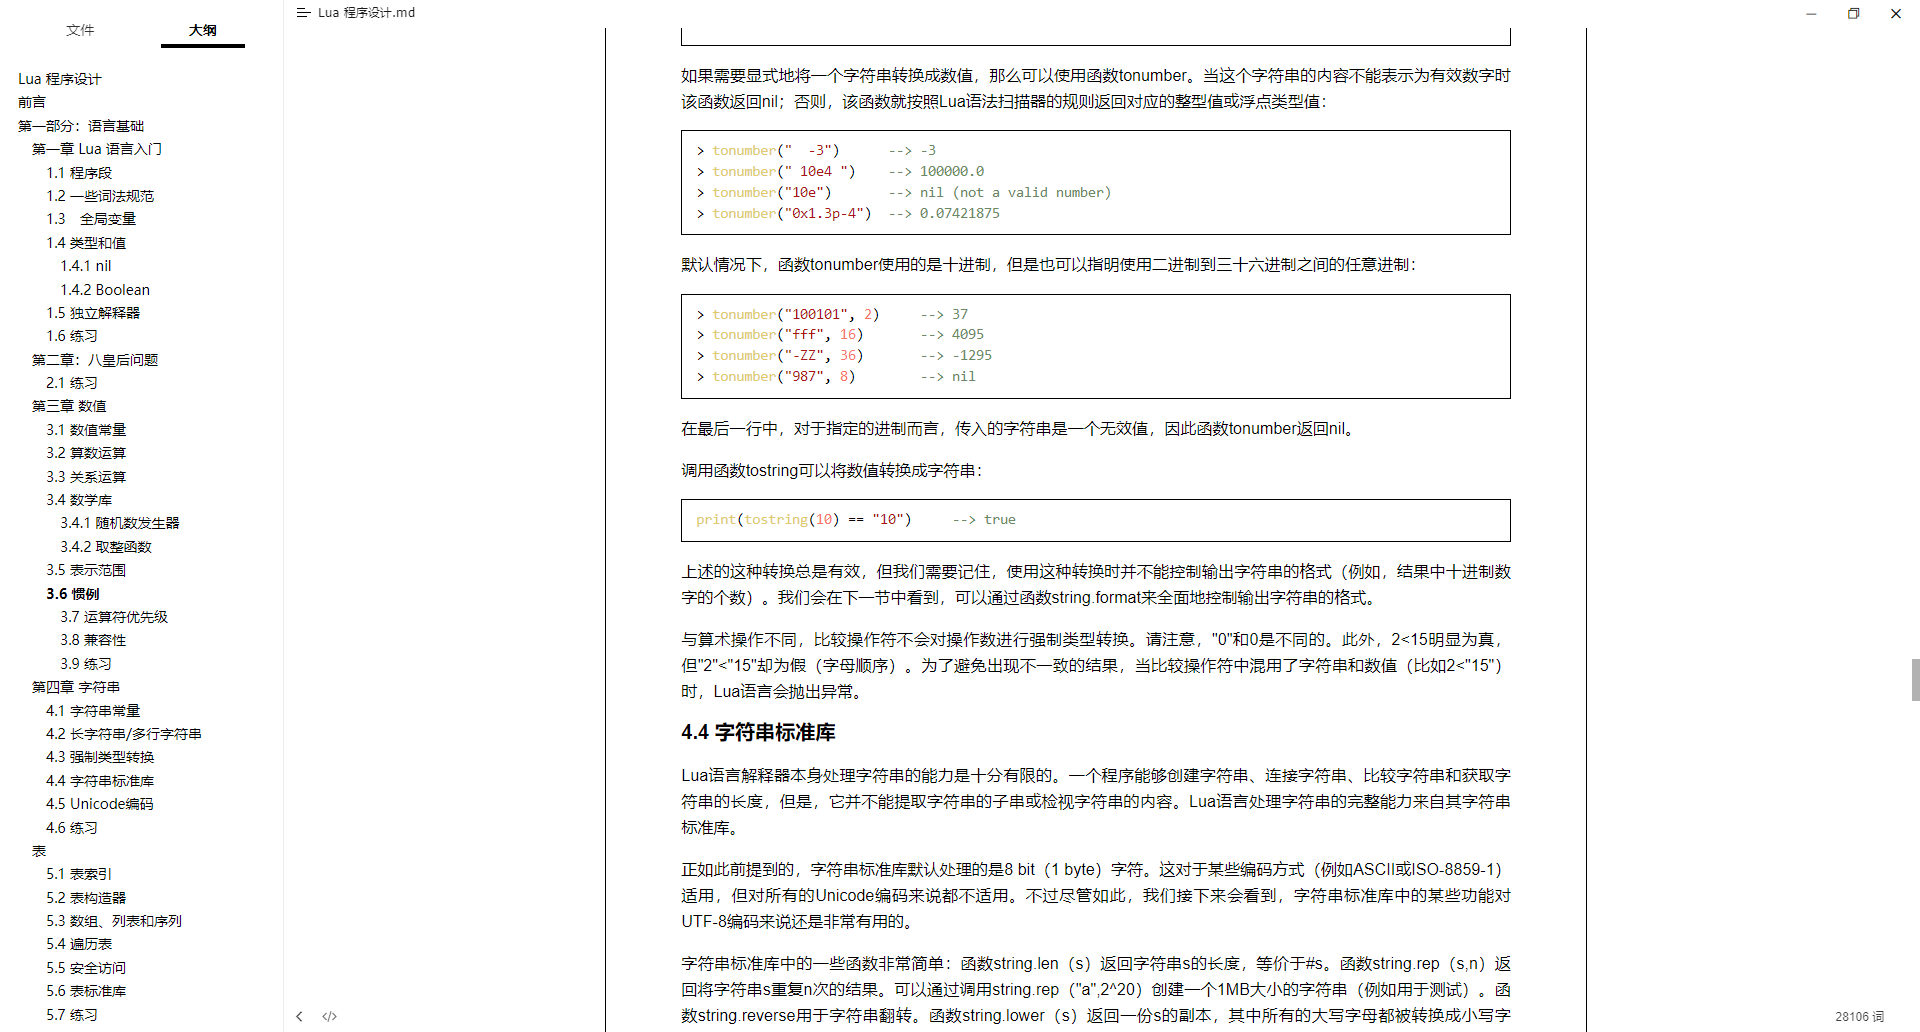 文件
大纲
Lua 程序设计
前言
第一部分：语言基础
第一章 Lua 语言入门
1.1 程序段
1.2 一些词法规范
1.3 全局变量
1.4 类型和值
1.4.1 nil
1.4.2 Boolean
1.5 独立解释器
1.6 练习
第二章：八皇后问题
2.1 练习
第三章 数值
3.1 数值常量
3.2 算数运算
3.3 关系运算
3.4 数学库
3.4.1 随机数发生器
3.4.2 取整函数
3.5 表示范围
3.6 惯例
3.7 运算符优先级
3.8 兼容性
3.9 练习
第四章 字符串
4.1 字符串常量
4.2 长字符串/多行字符串
4.3 强制类型转换
4.4 字符串标准库
4.5 Unicode编码
4.6 练习
表
5.1 表索引
5.2 表构造器
5.3 数组、列表和序列
5.4 遍历表
5.5 安全访问
5.6 表标准库
5.7 练习
Lua 程序设计.md
如果需要显式地将一个字符串转换成数值，那么可以使用函数tonumber。当这个字符串的内容不能表示为有效数字时
该函数返回nil；否则，该函数就按照Lua语法扫描器的规则返回对应的整型值或浮点类型值：
> tonumber("  -3")      --> -3
> tonumber(" 10e4 ")    --> 100000.0
> tonumber("10e")       --> nil (not a valid number)
> tonumber("0x1.3p-4")  --> 0.07421875
默认情况下，函数tonumber使用的是十进制，但是也可以指明使用二进制到三十六进制之间的任意进制：
> tonumber("100101", 2)     --> 37
> tonumber("fff", 16)       --> 4095
> tonumber("-ZZ", 36)       --> -1295
> tonumber("987", 8)        --> nil
在最后一行中，对于指定的进制而言，传入的字符串是一个无效值，因此函数tonumber返回nil。
调用函数tostring可以将数值转换成字符串：
print(tostring(10) == "10")     --> true
上述的这种转换总是有效，但我们需要记住，使用这种转换时并不能控制输出字符串的格式（例如，结果中十进制数
字的个数）。我们会在下一节中看到，可以通过函数string.format来全面地控制输出字符串的格式。
与算术操作不同，比较操作符不会对操作数进行强制类型转换。请注意，"0"和0是不同的。此外，2<15明显为真，
但"2"<"15"却为假（字母顺序）。为了避免出现不一致的结果，当比较操作符中混用了字符串和数值（比如2<"15"）
时，Lua语言会抛出异常。
4.4 字符串标准库
Lua语言解释器本身处理字符串的能力是十分有限的。一个程序能够创建字符串、连接字符串、比较字符串和获取字
符串的长度，但是，它并不能提取字符串的子串或检视字符串的内容。Lua语言处理字符串的完整能力来自其字符串
标准库。
正如此前提到的，字符串标准库默认处理的是8 bit（1 byte）字符。这对于某些编码方式（例如ASCII或ISO-8859-1）
适用，但对所有的Unicode编码来说都不适用。不过尽管如此，我们接下来会看到，字符串标准库中的某些功能对
UTF-8编码来说还是非常有用的。
字符串标准库中的一些函数非常简单：函数string.len（s）返回字符串s的长度，等价于#s。函数string.rep（s,n）返
回将字符串s重复n次的结果。可以通过调用string.rep（"a",2^20）创建一个1MB大小的字符串（例如用于测试）。函
数string.reverse用于字符串翻转。函数string.lower（s）返回一份s的副本，其中所有的大写字母都被转换成小写字
28106 词